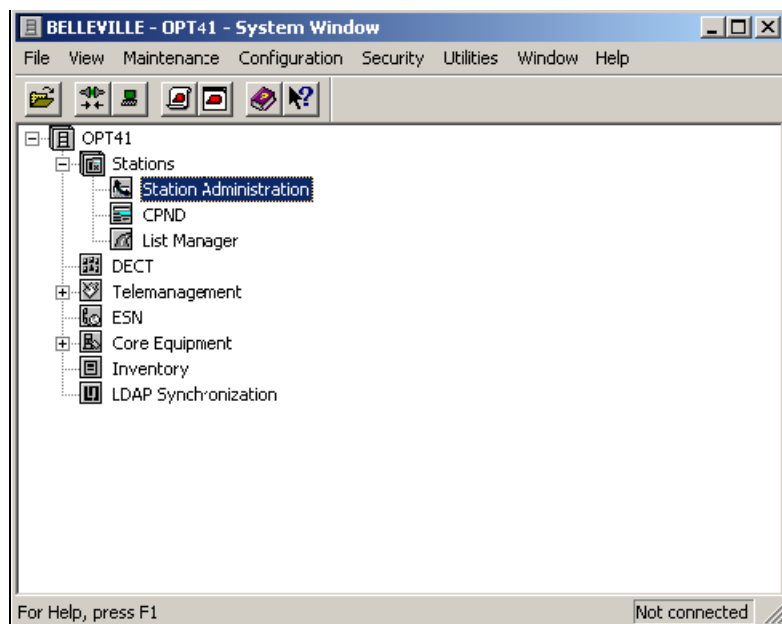 BELLEVILLE - OPT41 - System Window
File View Maintenance Configuration Security Utilities Window Help
OPT41
Stations
Station Administration
CPND
List Manager
DECT
Telemanagement
ESN
Core Equipment
Inventory
LDAP Synchronization
For Help, press F1 Not connected